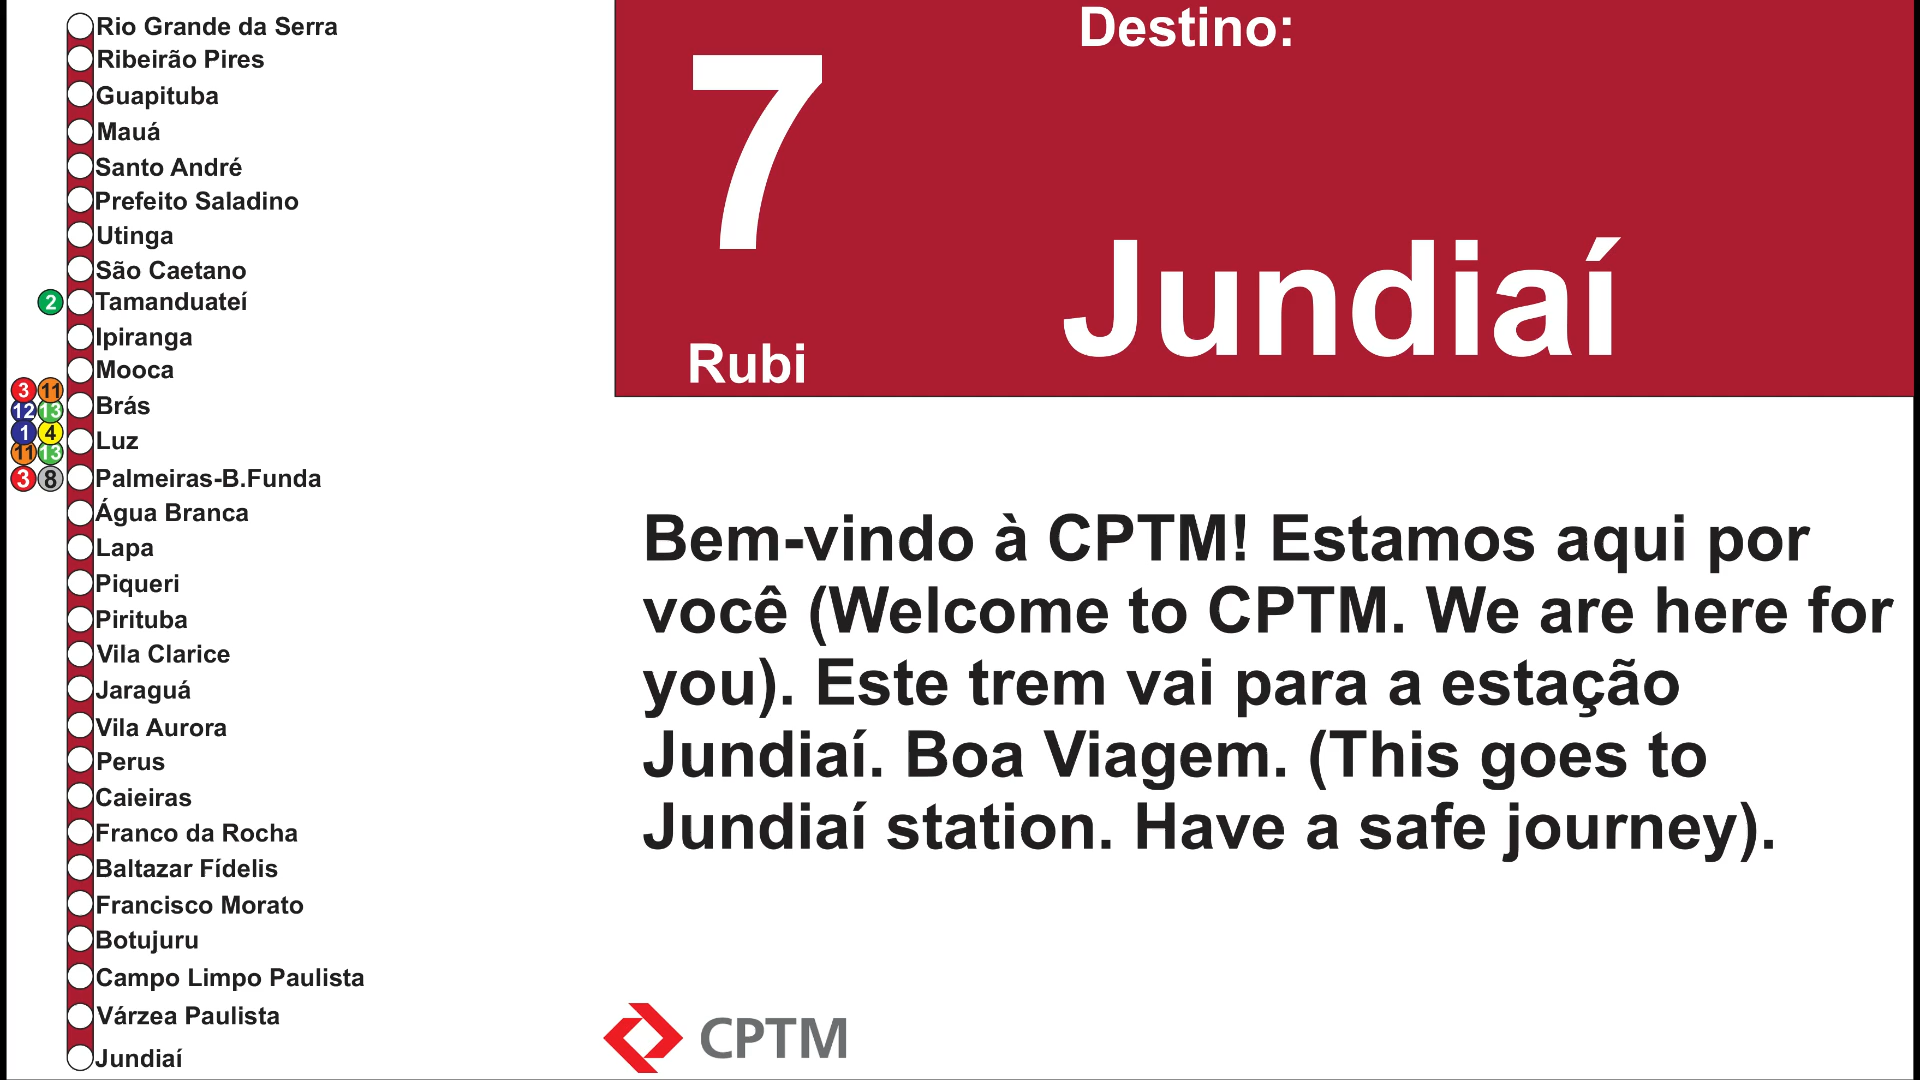 Rio Grande da Serra
Ribeirão Pires
Guapituba
Mauá
Santo André
Prefeito Saladino
Utinga
São Caetano
2 Tamanduateí
Ipiranga
Mooca
3 11
Brás
12 13
1 4
Luz
11 13
3 8 Palmeiras-B.Funda
Água Branca
Lapa
Piqueri
Pirituba
Vila Clarice
Jaraguá
Vila Aurora
Perus
Caieiras
Franco da Rocha
Baltazar Fídelis
Francisco Morato
Botujuru
Campo Limpo Paulista
Várzea Paulista
Jundiaí
7
Rubi
Destino:
Jundiaí
Bem-vindo à CPTM! Estamos aqui por
você (Welcome to CPTM. We are here for
you). Este trem vai para a estação
Jundiaí. Boa Viagem. (This goes to
Jundiaí station. Have a safe journey).
CPTM